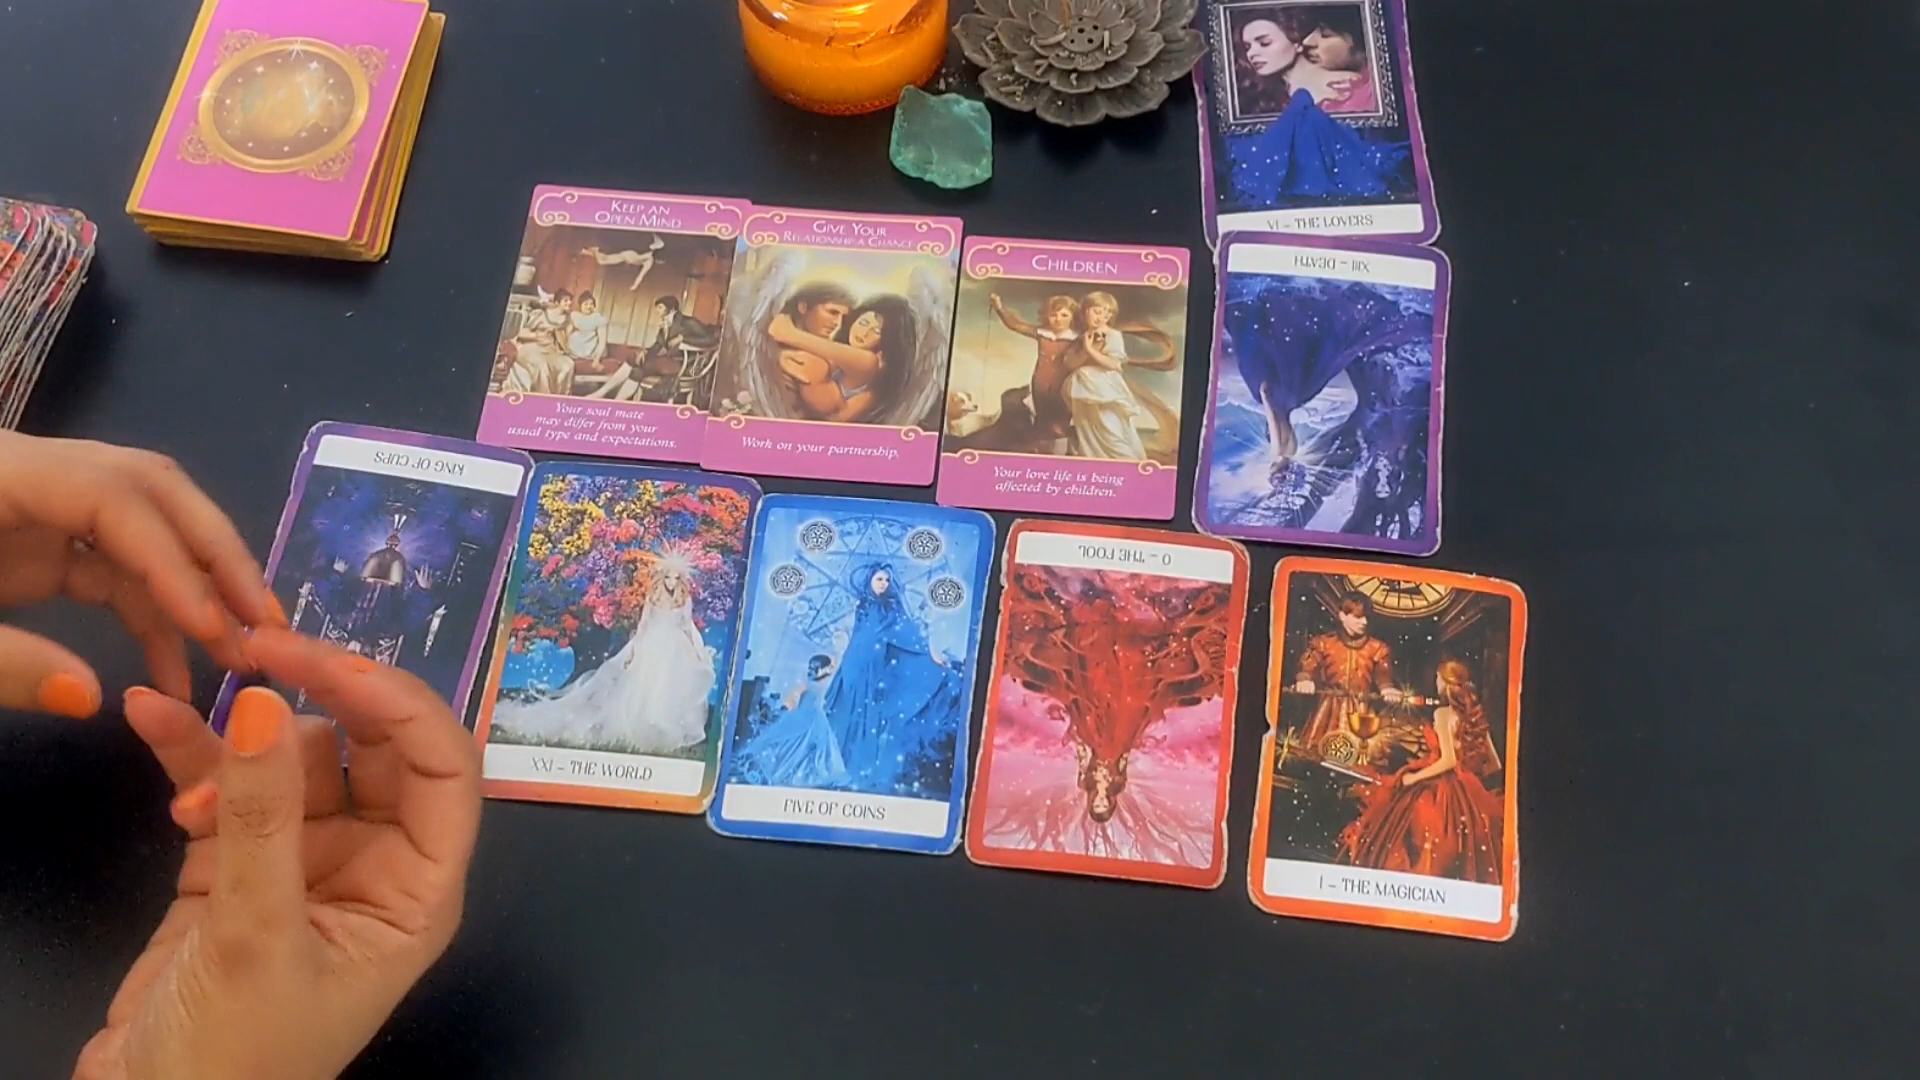 VI – THE LOVERS
KEEP AN
OPEN MIND
Your soul mate
may differ from your
usual type and expectations.
GIVE YOUR
RELATIONSHIP A CHANCE
Work on your partnership.
CHILDREN
Your love life is being
affected by children.
XIII – DEATH
KING OF CUPS
XXI – THE WORLD
FIVE OF COINS
0 – THE FOOL
I – THE MAGICIAN